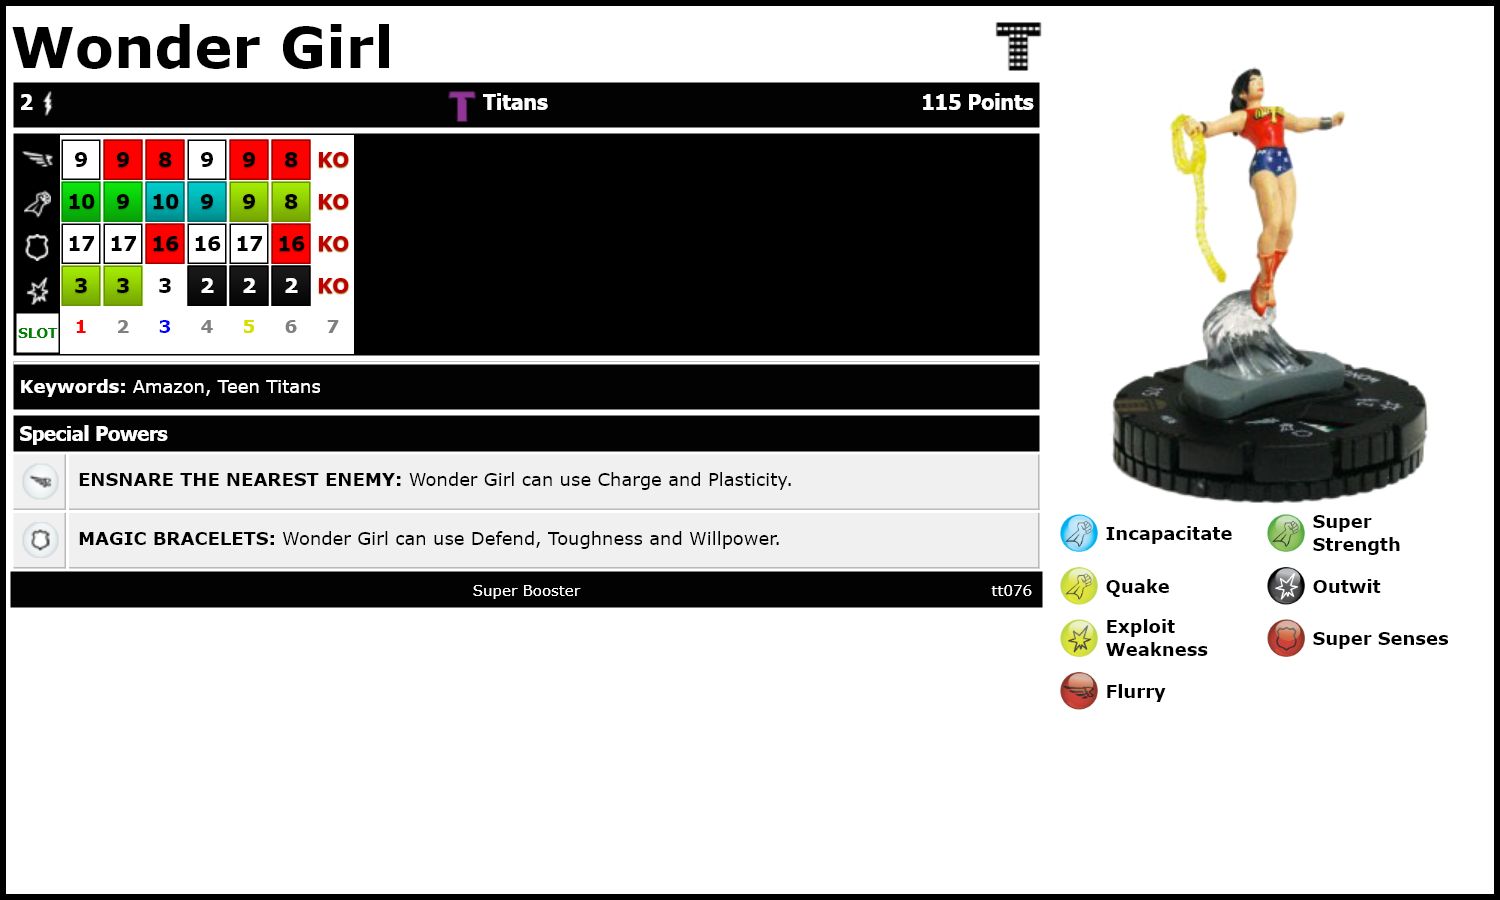 Wonder Girl
T
2 T Titans 115 Points
9 9 8 9 9 8 KO
10 9 10 9 9 8 KO
17 17 16 16 17 16 KO
3 3 3 2 2 2 KO
SLOT 1 2 3 4 5 6 7
Keywords: Amazon, Teen Titans
Special Powers
ENSNARE THE NEAREST ENEMY: Wonder Girl can use Charge and Plasticity.
MAGIC BRACELETS: Wonder Girl can use Defend, Toughness and Willpower.
Super Booster tt076
Incapacitate
Super
Strength
Quake
Outwit
Exploit
Weakness
Super Senses
Flurry